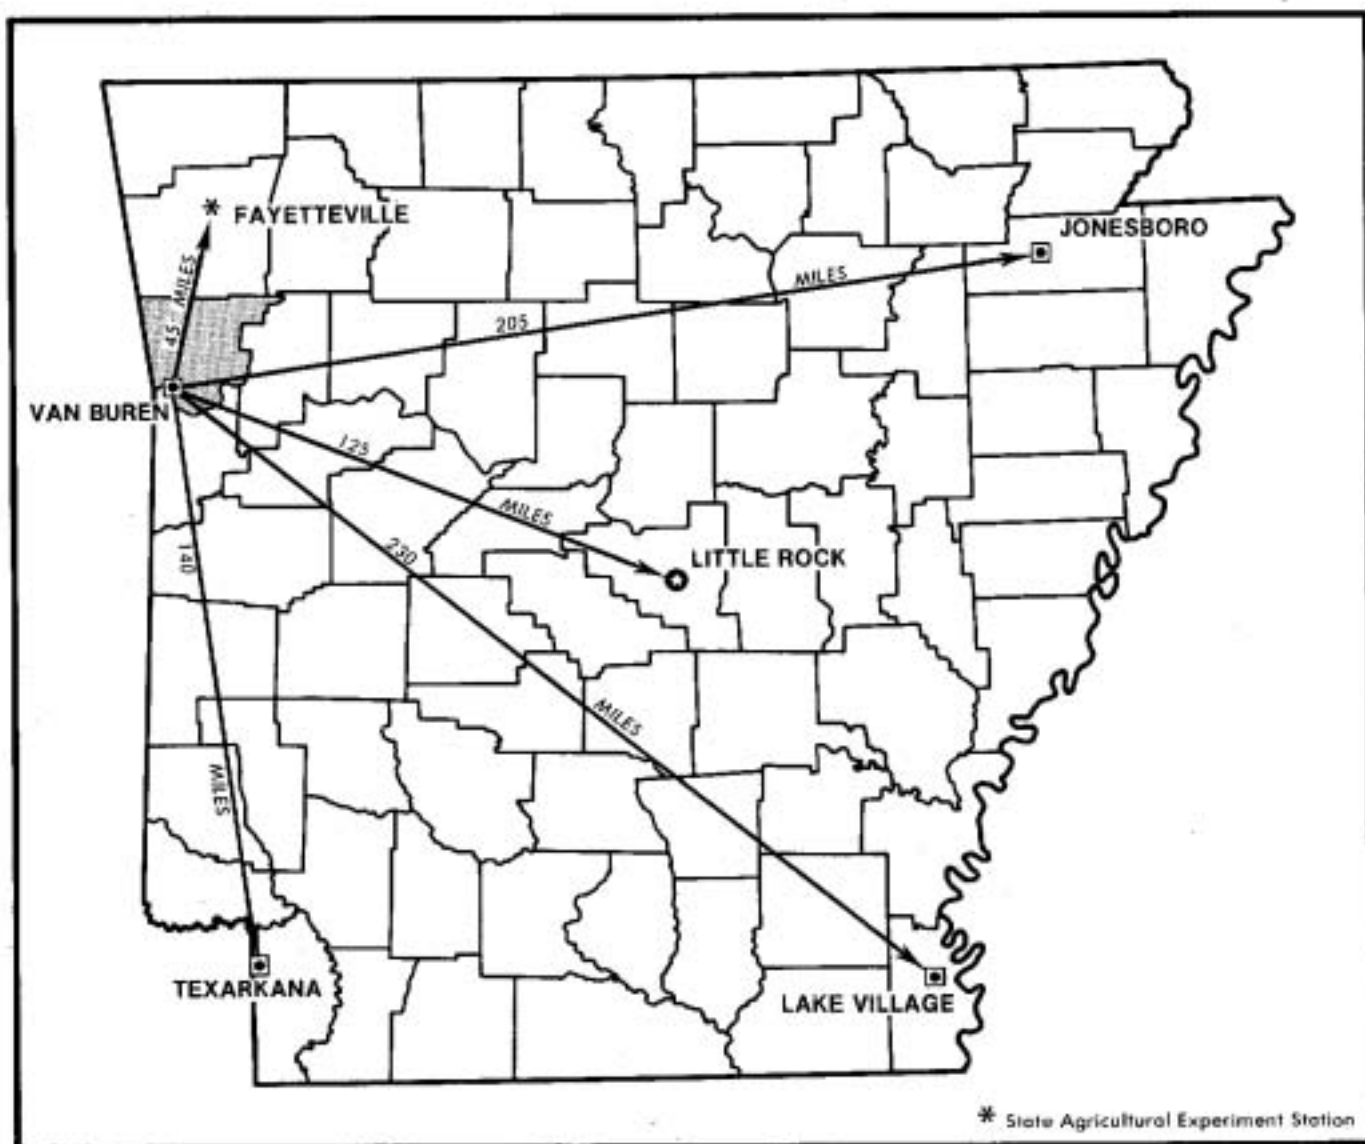 * FAYETTEVILLE
JONESBORO
45 - MILES
205 MILES
VAN BUREN
125 MILES
LITTLE ROCK
230 MILES
140 MILES
TEXARKANA
LAKE VILLAGE
* State Agricultural Experiment Station